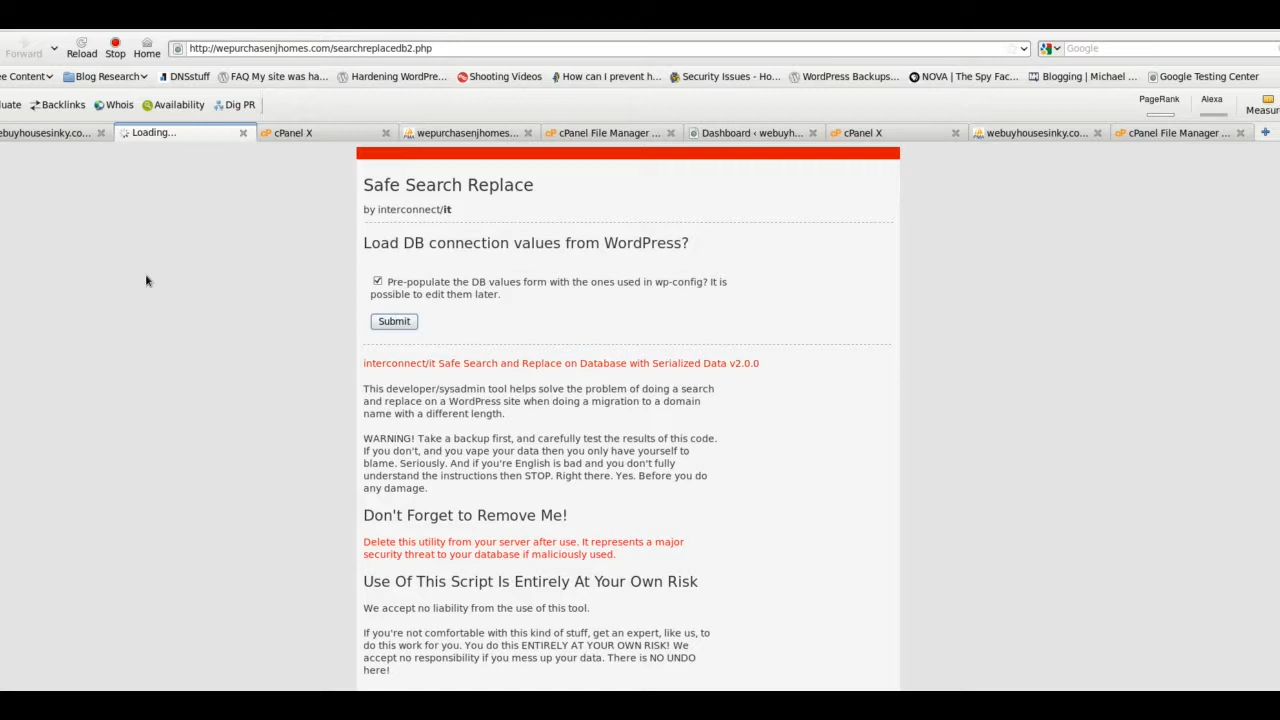 Forward Reload Stop Home http://wepurchasenjhomes.com/searchreplacedb2.php Google
ee Content Blog Research DNSstuff FAQ My site was ha... Hardening WordPre... Shooting Videos How can I prevent h... Security Issues - Ho... WordPress Backups... NOVA | The Spy Fac... Blogging | Michael ... Google Testing Center
uate Backlinks Whois Availability Dig PR PageRank Alexa Measur
ebuyhousesinky.co... Loading... cPanel X wepurchasenjhomes... cPanel File Manager ... Dashboard ‹ webuyh... cPanel X webuyhousesinky.co... cPanel File Manager ...
Safe Search Replace
by interconnect/it
Load DB connection values from WordPress?
Pre-populate the DB values form with the ones used in wp-config? It is
possible to edit them later.
Submit
interconnect/it Safe Search and Replace on Database with Serialized Data v2.0.0
This developer/sysadmin tool helps solve the problem of doing a search
and replace on a WordPress site when doing a migration to a domain
name with a different length.
WARNING! Take a backup first, and carefully test the results of this code.
If you don't, and you vape your data then you only have yourself to
blame. Seriously. And if you're English is bad and you don't fully
understand the instructions then STOP. Right there. Yes. Before you do
any damage.
Don't Forget to Remove Me!
Delete this utility from your server after use. It represents a major
security threat to your database if maliciously used.
Use Of This Script Is Entirely At Your Own Risk
We accept no liability from the use of this tool.
If you're not comfortable with this kind of stuff, get an expert, like us, to
do this work for you. You do this ENTIRELY AT YOUR OWN RISK! We
accept no responsibility if you mess up your data. There is NO UNDO
here!